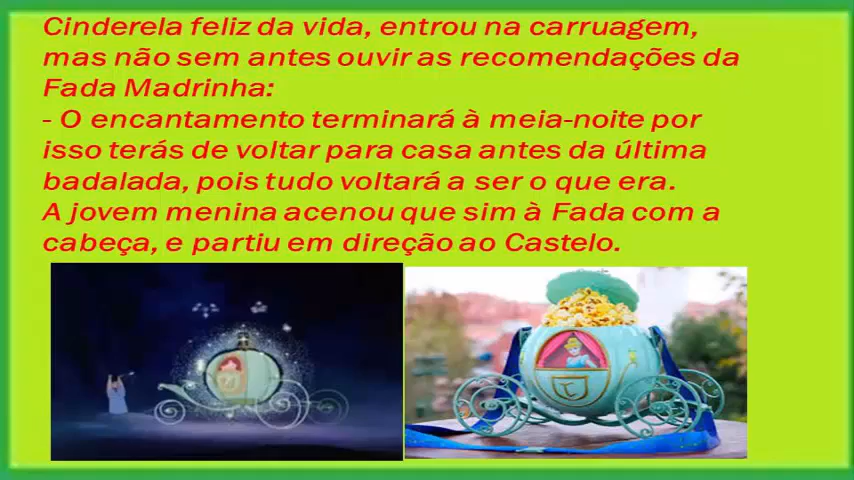 Cinderela feliz da vida, entrou na carruagem,
mas não sem antes ouvir as recomendações da
Fada Madrinha:
- O encantamento terminará à meia-noite por
isso terás de voltar para casa antes da última
badalada, pois tudo voltará a ser o que era.
A jovem menina acenou que sim à Fada com a
cabeça, e partiu em direção ao Castelo.